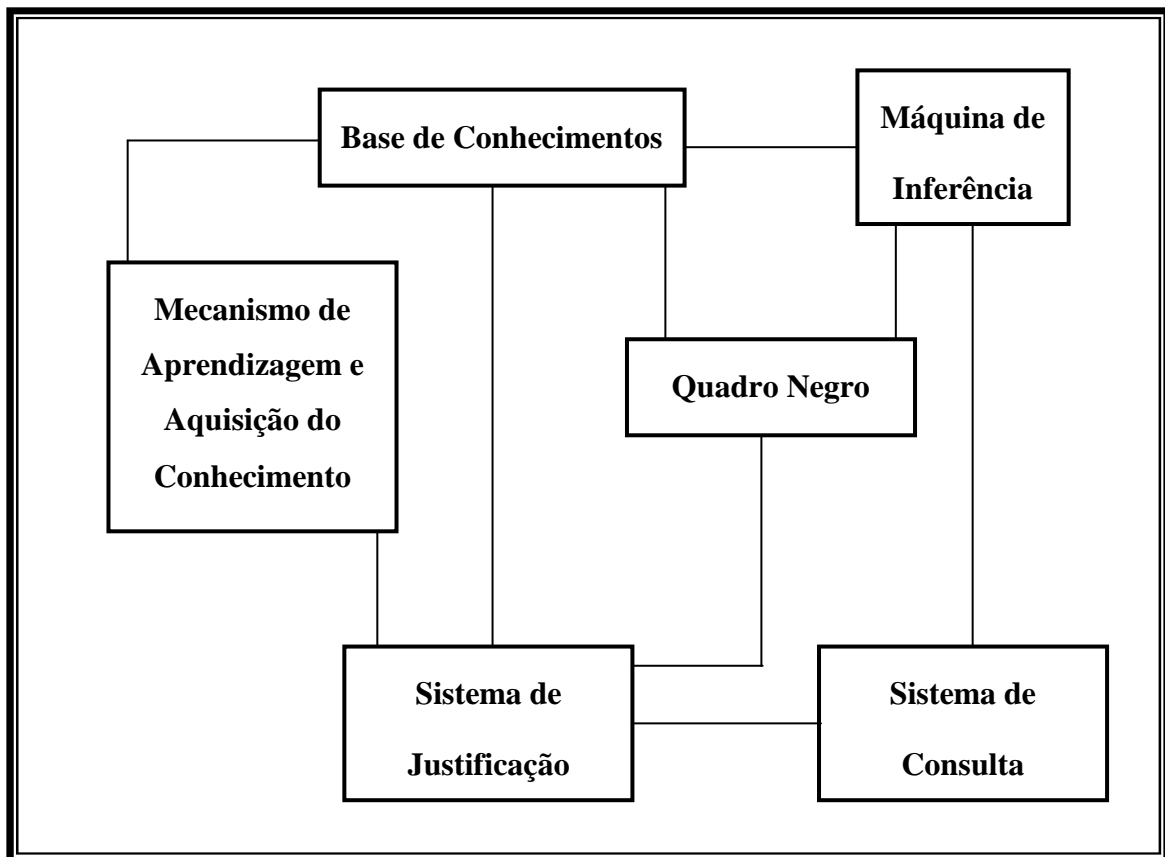 Base de Conhecimentos
Máquina de
Inferência
Mecanismo de
Aprendizagem e
Aquisição do
Conhecimento
Quadro Negro
Sistema de
Justificação
Sistema de
Consulta